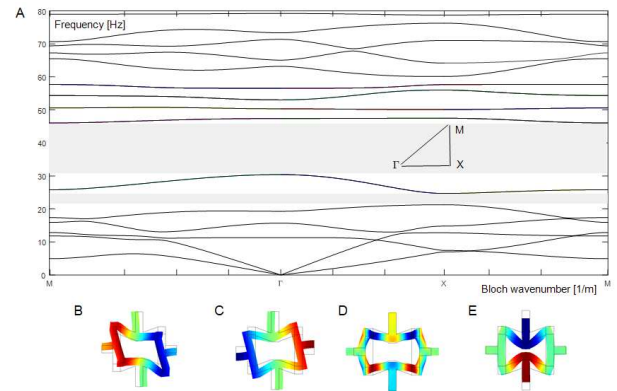 A
Frequency [Hz]
80
70
60
50
40
30
20
10
0
M
Γ
X
M
Γ
X
M
Bloch wavenumber [1/m]
B
C
D
E